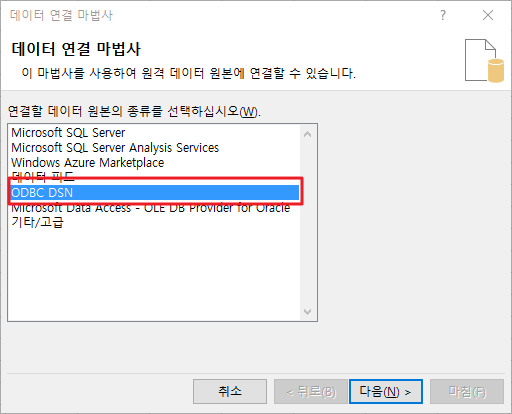 데이터 연결 마법사
?
데이터 연결 마법사
이 마법사를 사용하여 원격 데이터 원본에 연결할 수 있습니다.
연결할 데이터 원본의 종류를 선택하십시오(W).
Microsoft SQL Server
Microsoft SQL Server Analysis Services
Windows Azure Marketplace
데이터 피드
ODBC DSN
Microsoft Data Access - OLE DB Provider for Oracle
기타/고급
취소
< 뒤로(B)
다음(N) >
마침(F)